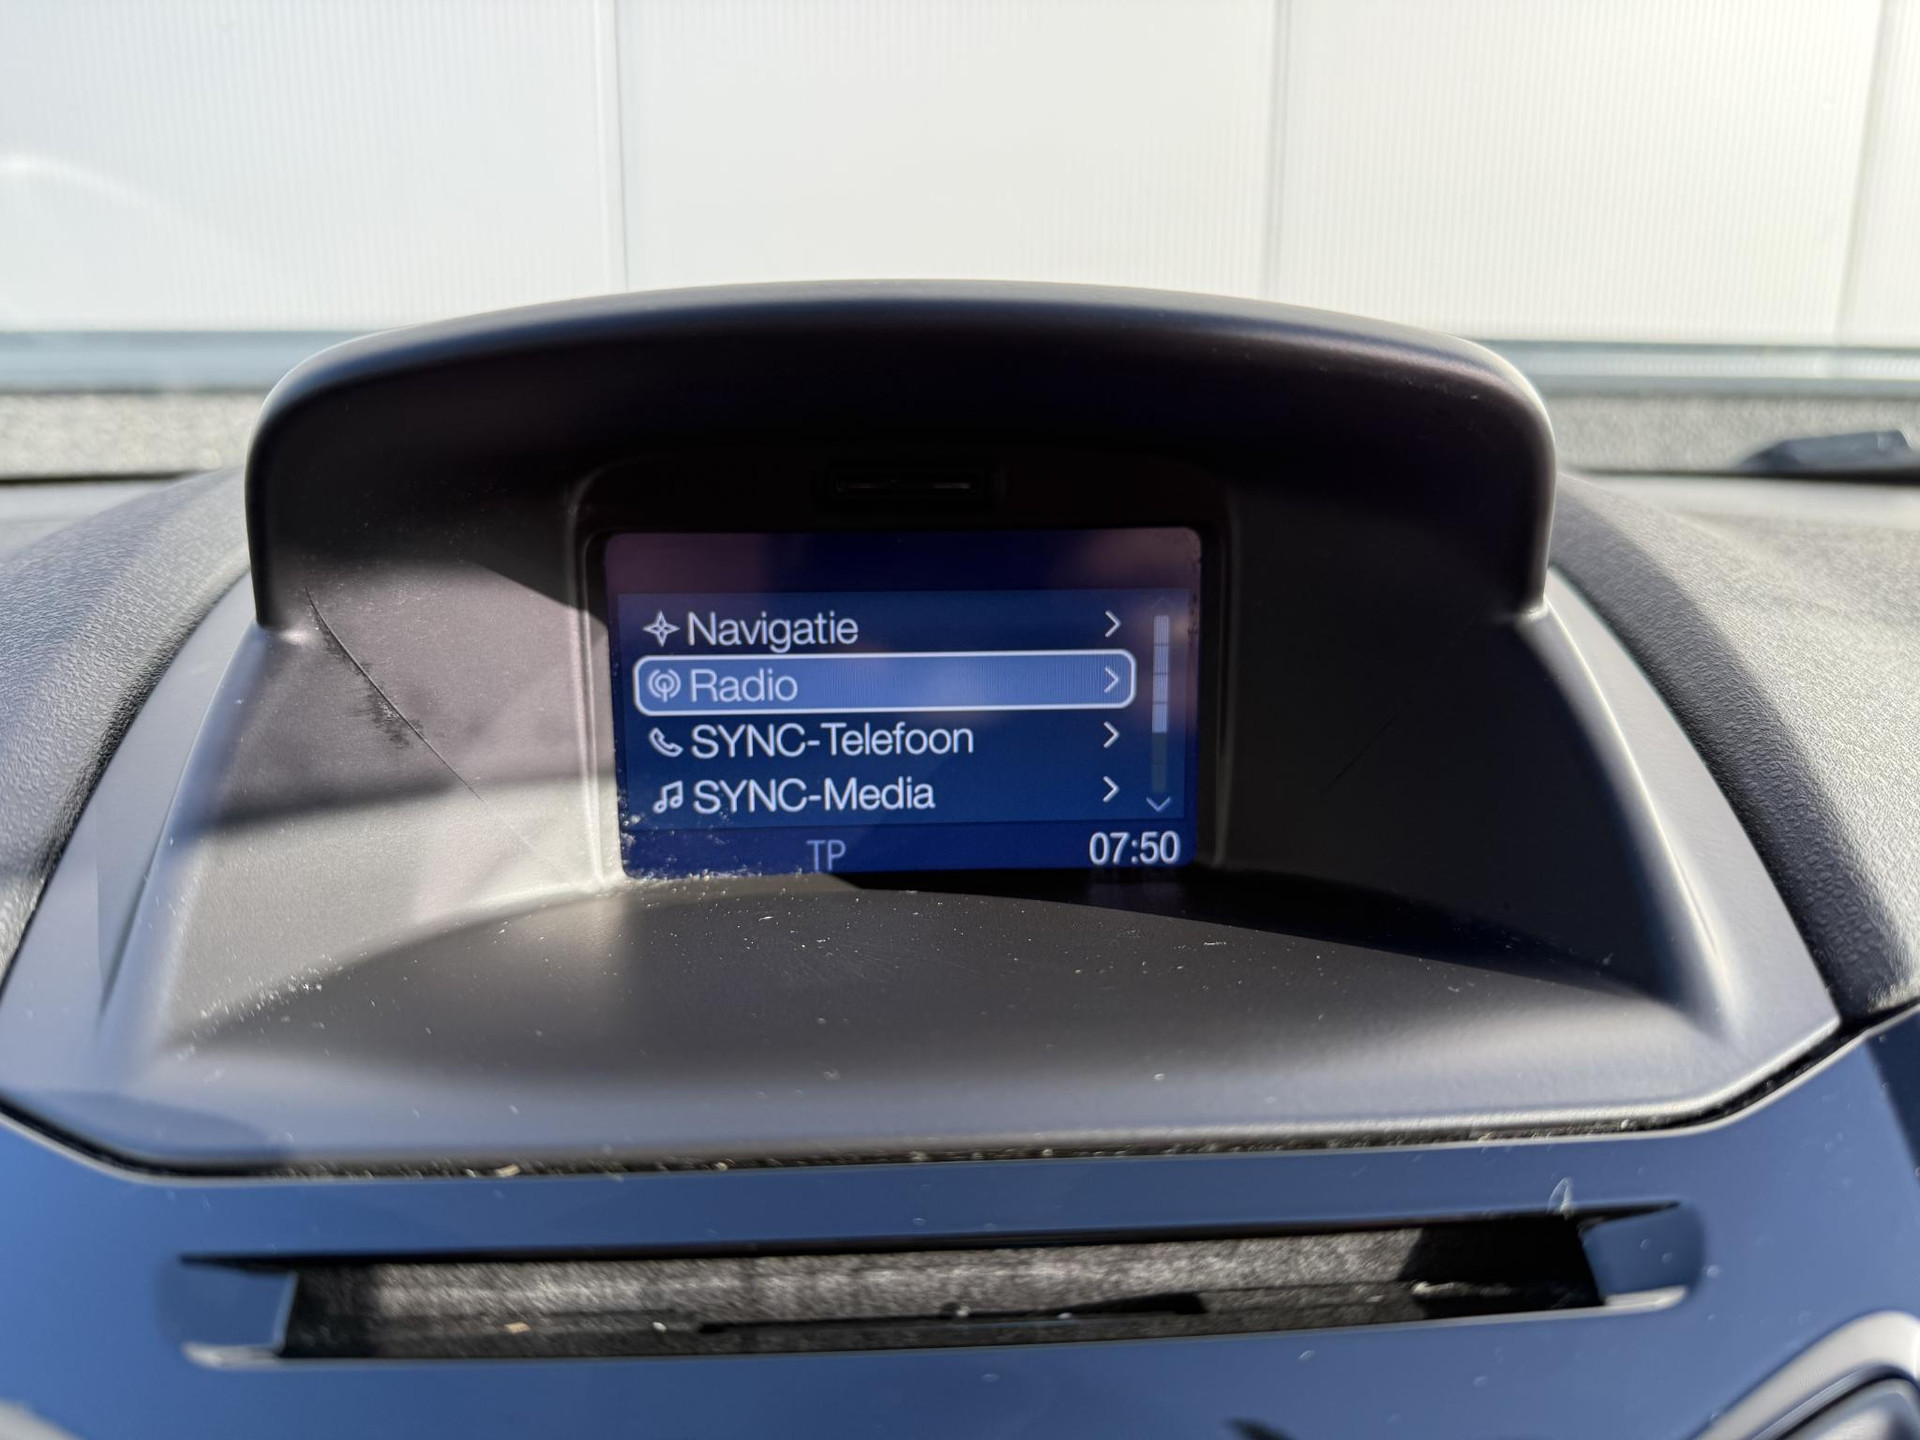 Navigatie
Radio
SYNC-Telefoon
SYNC-Media
TP 07:50